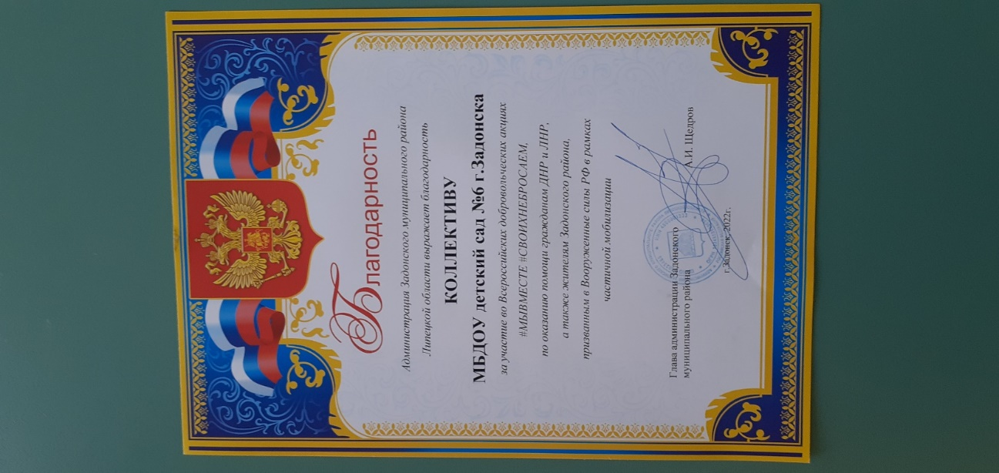 Благодарность
Администрация Задонского муниципального района
Липецкой области выражает благодарность
КОЛЛЕКТИВУ
МБДОУ детский сад №6 г.Задонска
за участие во Всероссийских добровольческих акциях
#МЫВМЕСТЕ #СВОИХНЕБРОСАЕМ,
по оказанию помощи гражданам ДНР и ЛНР,
а также жителям Задонского района,
призванным в Вооруженные силы РФ в рамках
частичной мобилизации
Глава администрации Задонского
муниципального района А.И. Щедров
г.Задонск, 2022г.